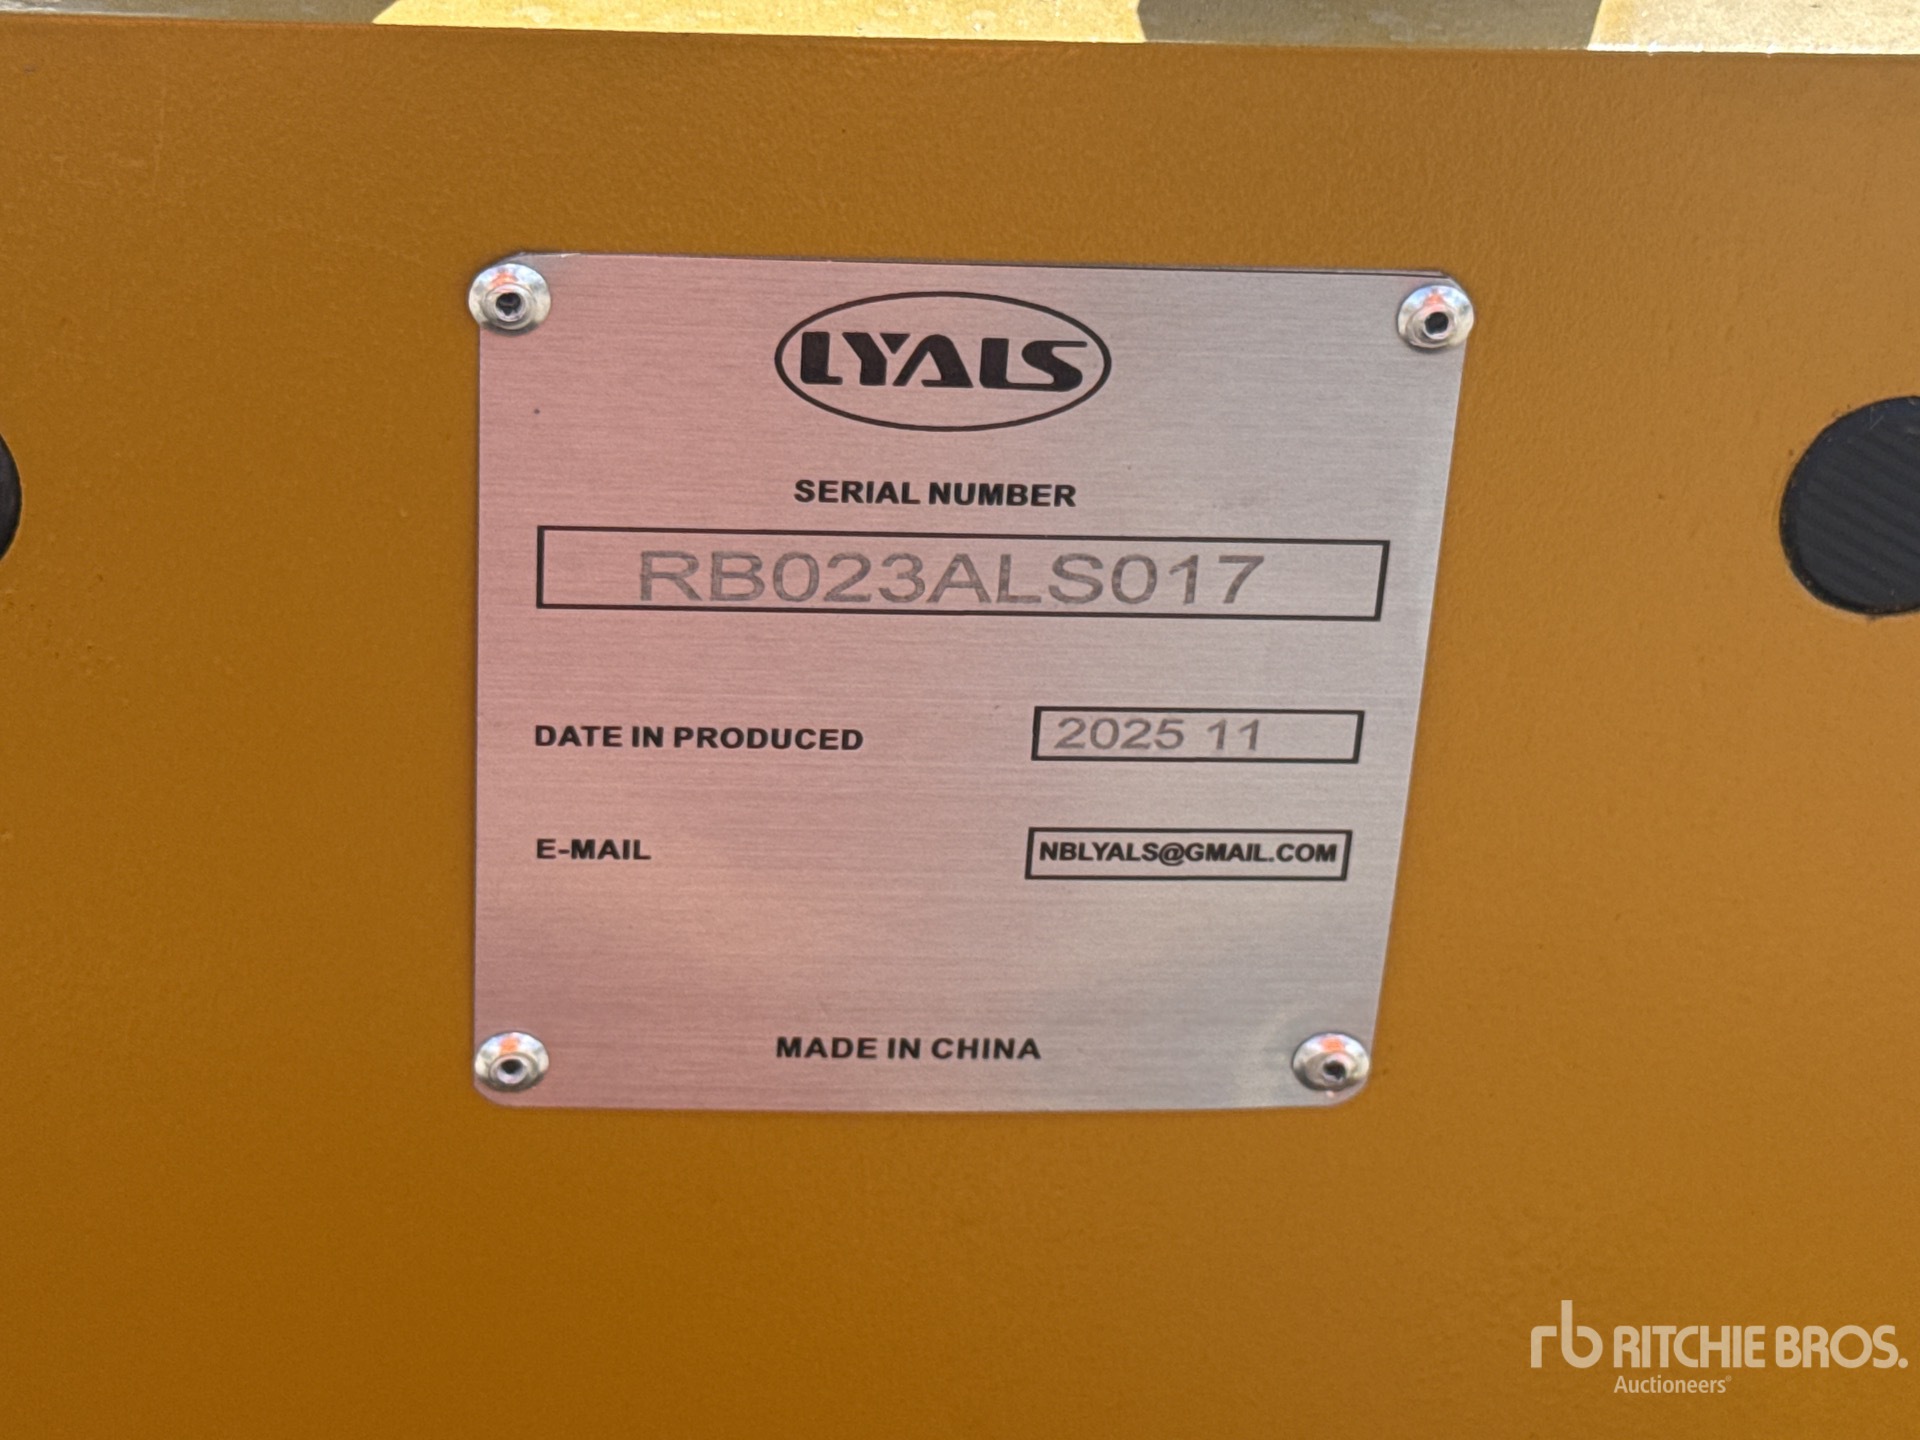 LYALS
SERIAL NUMBER
RB023ALS017
DATE IN PRODUCED 2025 11
E-MAIL NBLYALS@GMAIL.COM
MADE IN CHINA
rb RITCHIE BROS.
Auctioneers